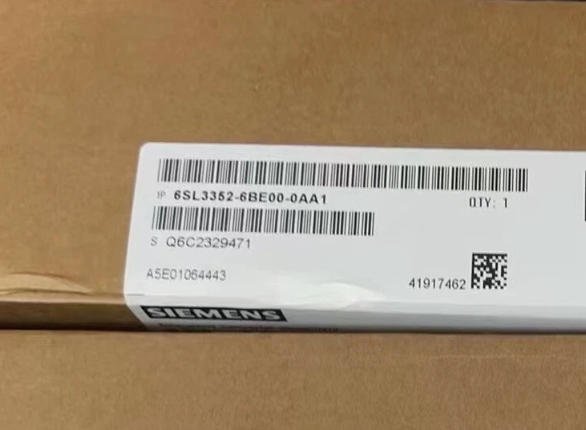 1P 6SL3352-6BE00-0AA1
QTY: 1
S Q6C2329471
A5E01064443
41917462
SIEMENS